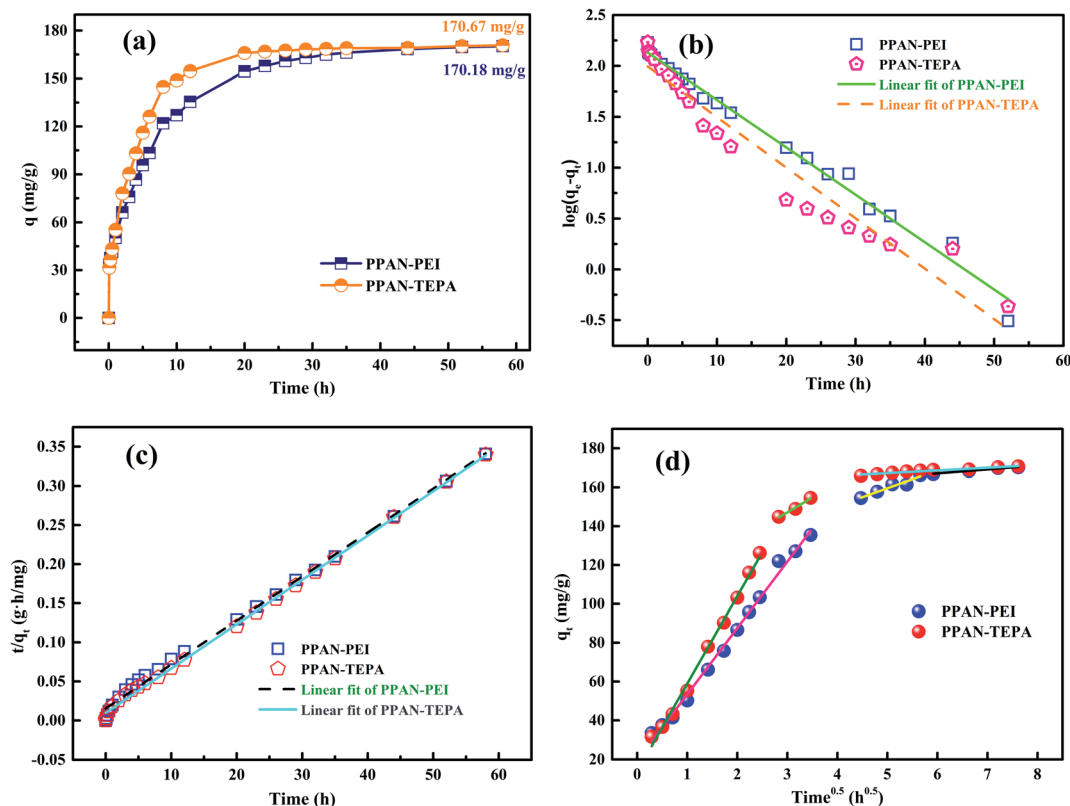 (a)
170.67 mg/g
170.18 mg/g
180
150
120
90
60
30
0
q (mg/g)
PPAN-PEI
PPAN-TEPA
0 10 20 30 40 50 60
Time (h)
(b)
PPAN-PEI
PPAN-TEPA
Linear fit of PPAN-PEI
Linear fit of PPAN-TEPA
2.0
1.5
1.0
0.5
0.0
-0.5
log(qe-qt)
0 10 20 30 40 50 60
Time (h)
(c)
0.35
0.30
0.25
0.20
0.15
0.10
0.05
0.00
-0.05
t/qt (g·h/mg)
PPAN-PEI
PPAN-TEPA
Linear fit of PPAN-PEI
Linear fit of PPAN-TEPA
0 10 20 30 40 50 60
Time (h)
(d)
180
160
140
120
100
80
60
40
20
qt (mg/g)
PPAN-PEI
PPAN-TEPA
0 1 2 3 4 5 6 7 8
Time^0.5 (h^0.5)